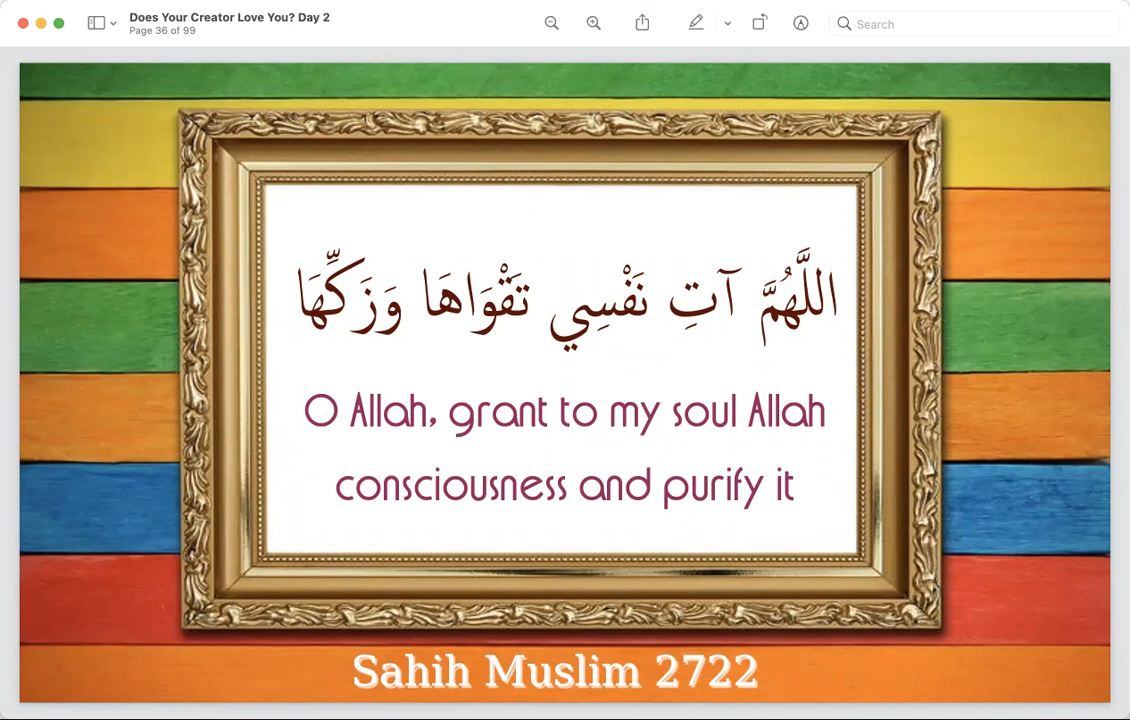 Does Your Creator Love You? Day 2
Page 36 of 99
Search
اللَّهُمَّ آتِ نَفْسِي تَقْوَاهَا وَزَكِّهَا
O Allah, grant to my soul Allah
consciousness and purify it
Sahih Muslim 2722